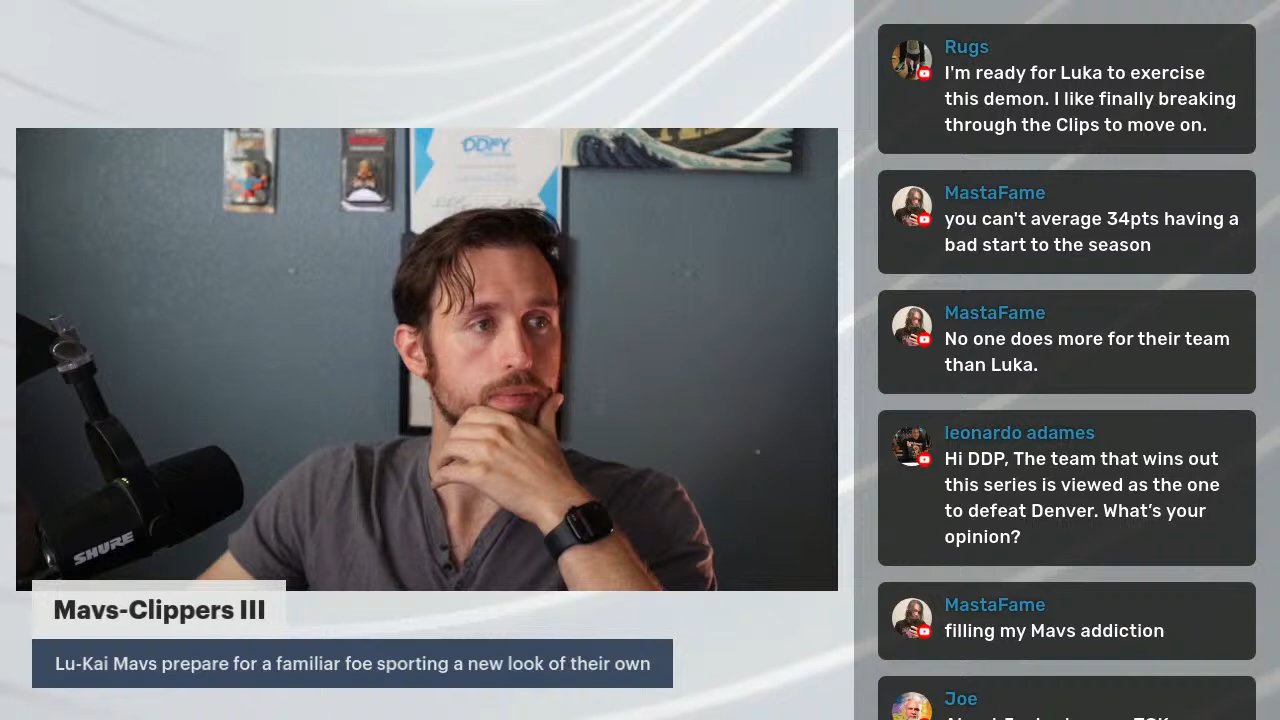 DDPY
SHURE
Mavs-Clippers III
Lu-Kai Mavs prepare for a familiar foe sporting a new look of their own
Rugs
I'm ready for Luka to exercise
this demon. I like finally breaking
through the Clips to move on.
MastaFame
you can't average 34pts having a
bad start to the season
MastaFame
No one does more for their team
than Luka.
leonardo adames
Hi DDP, The team that wins out
this series is viewed as the one
to defeat Denver. What's your
opinion?
MastaFame
filling my Mavs addiction
Joe